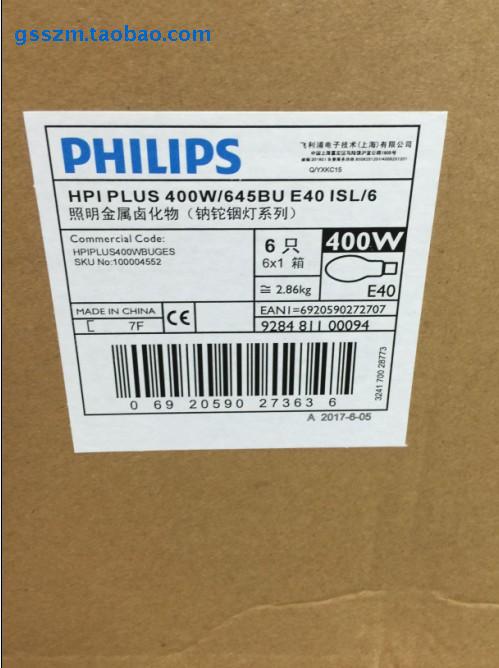 gsszm.taobao.com
PHILIPS
飞利浦电子技术(上海)有限公司
Q/YXKC15
HPI PLUS 400W/645BU E40 ISL/6
照明金属卤化物（钠铊铟灯系列）
Commercial Code:
HPIPLUS400WBUGES
SKU No:100004552
6 只
6x1 箱
400W
≅ 2.86kg
E40
MADE IN CHINA
7F
CE
EAN1=6920590272707
9284 811 00094
0 69 20590 27363 6
3241 700 28773
A 2017-6-05